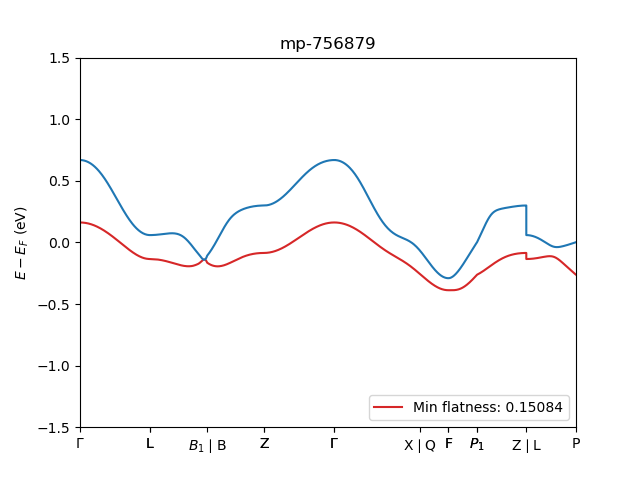 mp-756879
E − E_F (eV)
1.5
1.0
0.5
0.0
−0.5
−1.0
−1.5
Min flatness: 0.15084
Γ L B₁ | B Z Γ X | Q F P₁ Z | L P